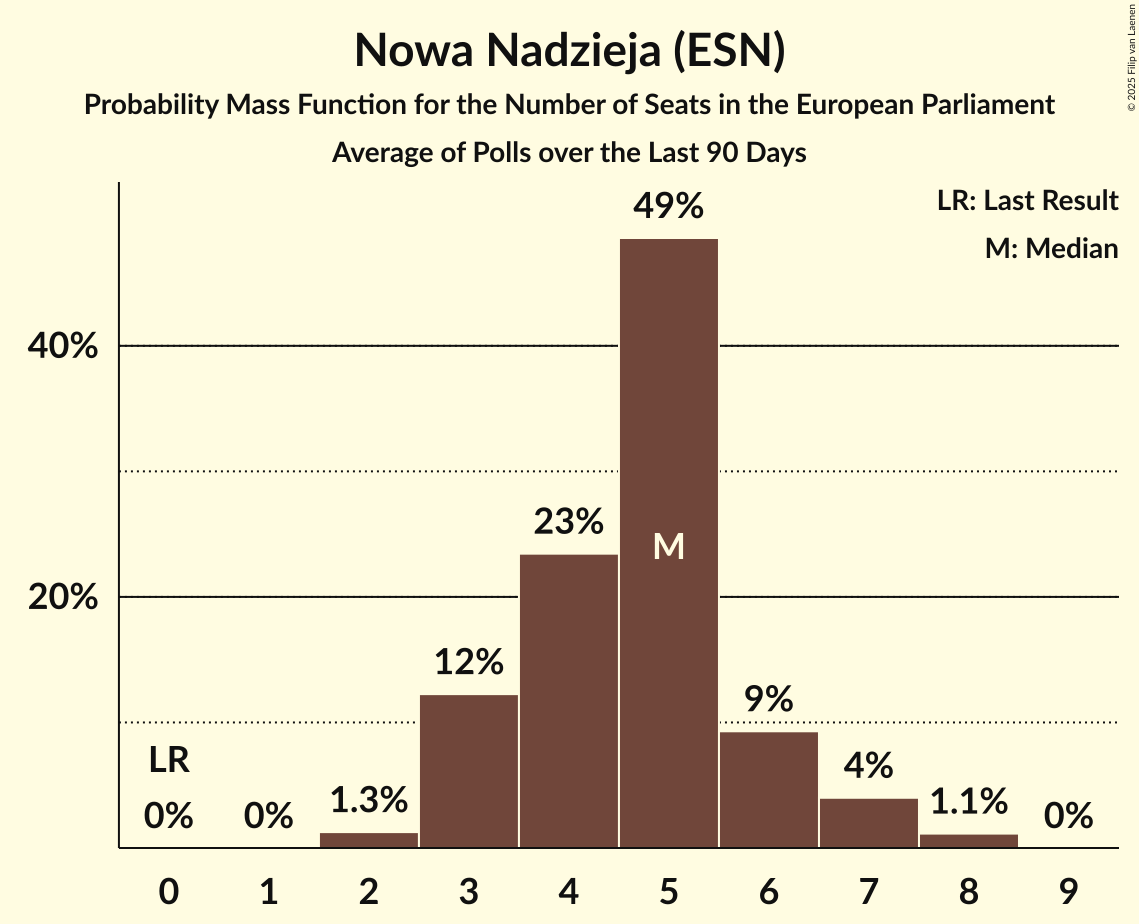 Nowa Nadzieja (ESN)
Probability Mass Function for the Number of Seats in the European Parliament
Average of Polls over the Last 90 Days
© 2025 Filip van Laenen
LR: Last Result
M: Median
49%
40%
23%
M
20%
12%
9%
LR
4%
0%
0%
1.3%
1.1%
0%
0
1
2
3
4
5
6
7
8
9